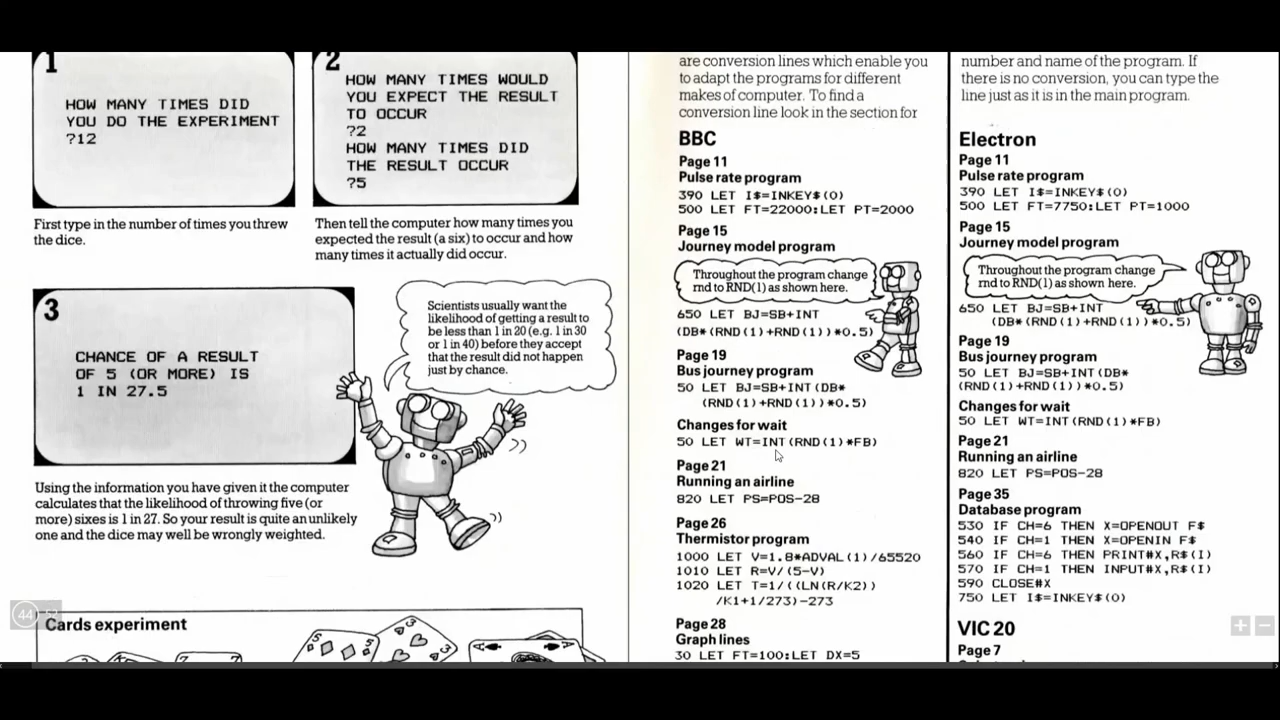 1
HOW MANY TIMES DID
YOU DO THE EXPERIMENT
?12
First type in the number of times you threw
the dice.
2
HOW MANY TIMES WOULD
YOU EXPECT THE RESULT
TO OCCUR
?2
HOW MANY TIMES DID
THE RESULT OCCUR
?5
Then tell the computer how many times you
expected the result (a six) to occur and how
many times it actually did occur.
3
CHANCE OF A RESULT
OF 5 (OR MORE) IS
1 IN 27.5
Scientists usually want the
likelihood of getting a result to
be less than 1 in 20 (e.g. 1 in 30
or 1 in 40) before they accept
that the result did not happen
just by chance.
Using the information you have given it the computer
calculates that the likelihood of throwing five (or
more) sixes is 1 in 27. So your result is quite an unlikely
one and the dice may well be wrongly weighted.
44
Cards experiment
5
3
3
A
A
are conversion lines which enable you
to adapt the programs for different
makes of computer. To find a
conversion line look in the section for
BBC
Page 11
Pulse rate program
390 LET I$=INKEY$(0)
500 LET FT=22000:LET PT=2000
Page 15
Journey model program
Throughout the program change
rnd to RND(1) as shown here.
650 LET BJ=SB+INT
(DB*(RND(1)+RND(1))*0.5)
Page 19
Bus journey program
50 LET BJ=SB+INT(DB*
(RND(1)+RND(1))*0.5)
Changes for wait
50 LET WT=INT(RND(1)*FB)
Page 21
Running an airline
820 LET PS=POS-28
Page 26
Thermistor program
1000 LET V=1.8*ADVAL(1)/65520
1010 LET R=V/(5-V)
1020 LET T=1/((LN(R/K2))
/K1+1/273)-273
Page 28
Graph lines
30 LET FT=100:LET DX=5
number and name of the program. If
there is no conversion, you can type the
line just as it is in the main program.
Electron
Page 11
Pulse rate program
390 LET I$=INKEY$(0)
500 LET FT=7750:LET PT=1000
Page 15
Journey model program
Throughout the program change
rnd to RND(1) as shown here.
650 LET BJ=SB+INT
(DB*(RND(1)+RND(1))*0.5)
Page 19
Bus journey program
50 LET BJ=SB+INT(DB*
(RND(1)+RND(1))*0.5)
Changes for wait
50 LET WT=INT(RND(1)*FB)
Page 21
Running an airline
820 LET PS=POS-28
Page 35
Database program
530 IF CH=6 THEN X=OPENOUT F$
540 IF CH=1 THEN X=OPENIN F$
560 IF CH=6 THEN PRINT#X,R$(I)
570 IF CH=1 THEN INPUT#X,R$(I)
590 CLOSE#X
750 LET I$=INKEY$(0)
VIC 20
Page 7